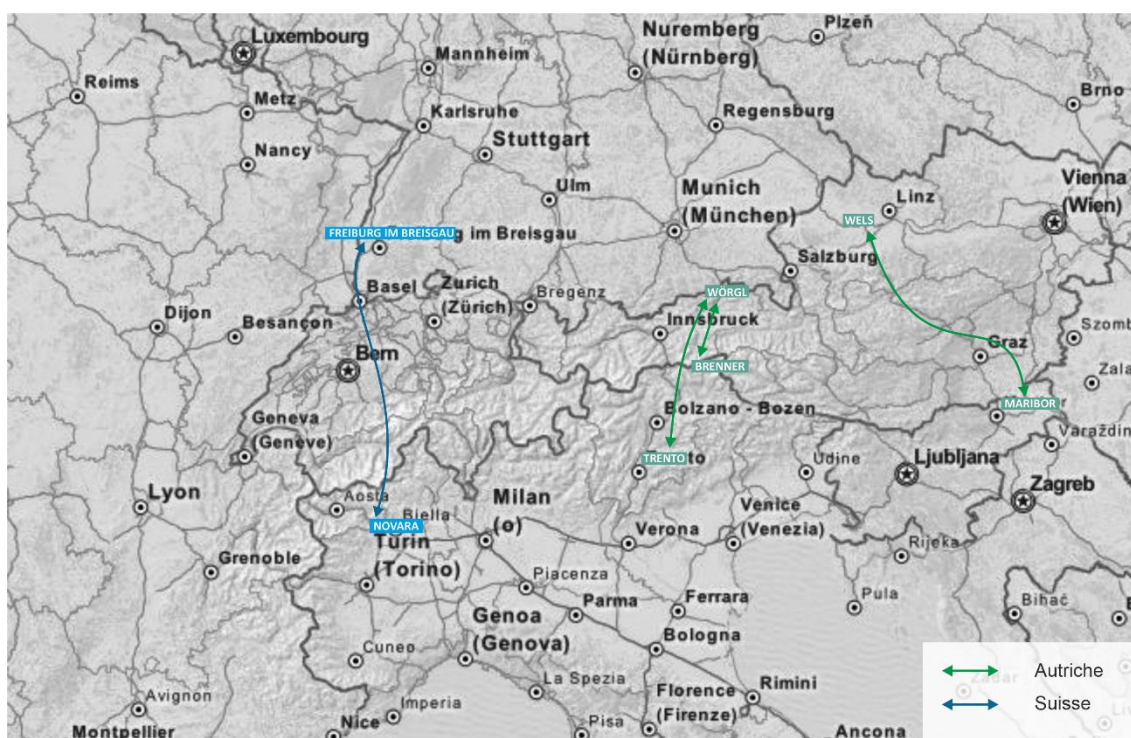 Luxembourg
Nuremberg
(Nürnberg)
Plzeň
Mannheim
Reims
Metz
Brno
Karlsruhe
Regensburg
Stuttgart
Nancy
Vienna
(Wien)
Ulm
Munich
(München)
Linz
WELS
FREIBURG IM BREISGAU
g im Breisgau
Salzburg
Basel
Zurich
(Zürich)
Bregenz
WÖRGL
Dijon
Besançon
Innsbruck
Szomb
Graz
Bern
BRENNER
Zala
MARIBOR
Geneva
(Genève)
Bolzano - Bozen
Varaždin
TRENTO
to
Udine
Ljubljana
Lyon
Aosta
Milan
Zagreb
NOVARA
Biella
Venice
(Venezia)
Verona
Turin
(Torino)
Grenoble
Rijeka
Piacenza
Pula
Parma
Ferrara
Bihać
Genoa
(Genova)
Bologna
Cuneo
La Spezia
Autriche
Zadar
Avignon
Imperia
Florence
(Firenze)
Rimini
Suisse
Montpellier
Nice
Pisa
Ancona